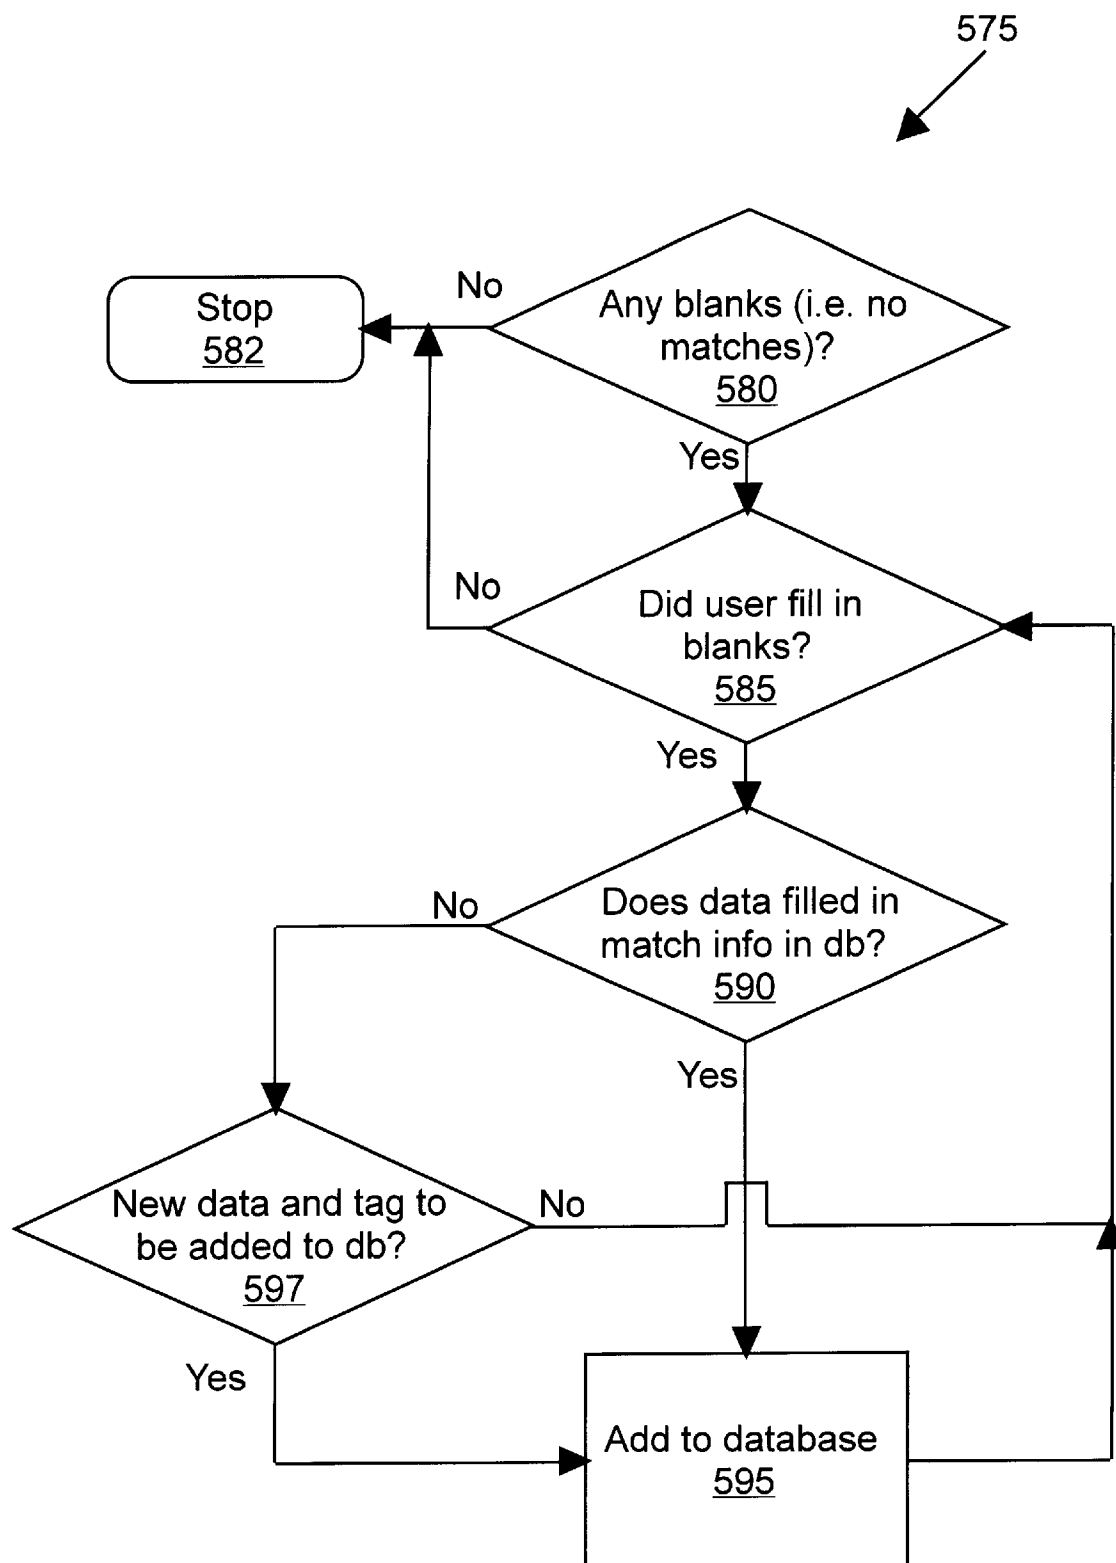 575
No
Stop
582
Any blanks (i.e. no
matches)?
580
Yes
No
Did user fill in
blanks?
585
Yes
No
Does data filled in
match info in db?
590
Yes
New data and tag to
be added to db?
597
No
Yes
Add to database
595